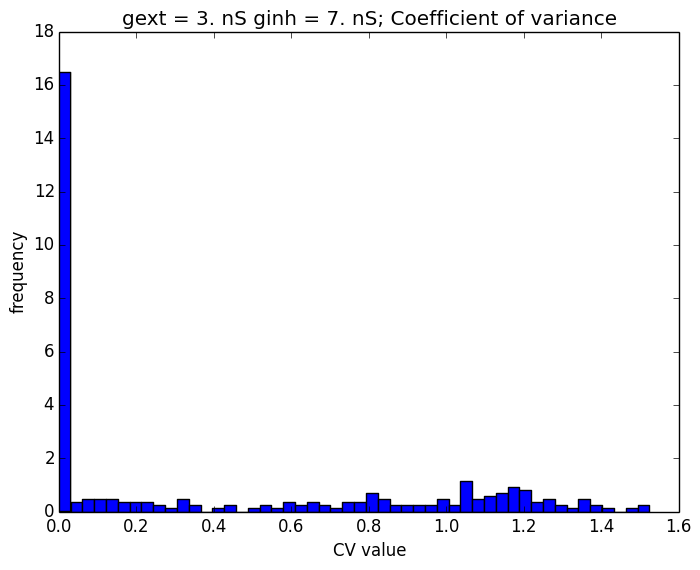 gext = 3. nS ginh = 7. nS; Coefficient of variance
18
16
14
12
10
8
6
4
2
0
frequency
0.0 0.2 0.4 0.6 0.8 1.0 1.2 1.4 1.6
CV value